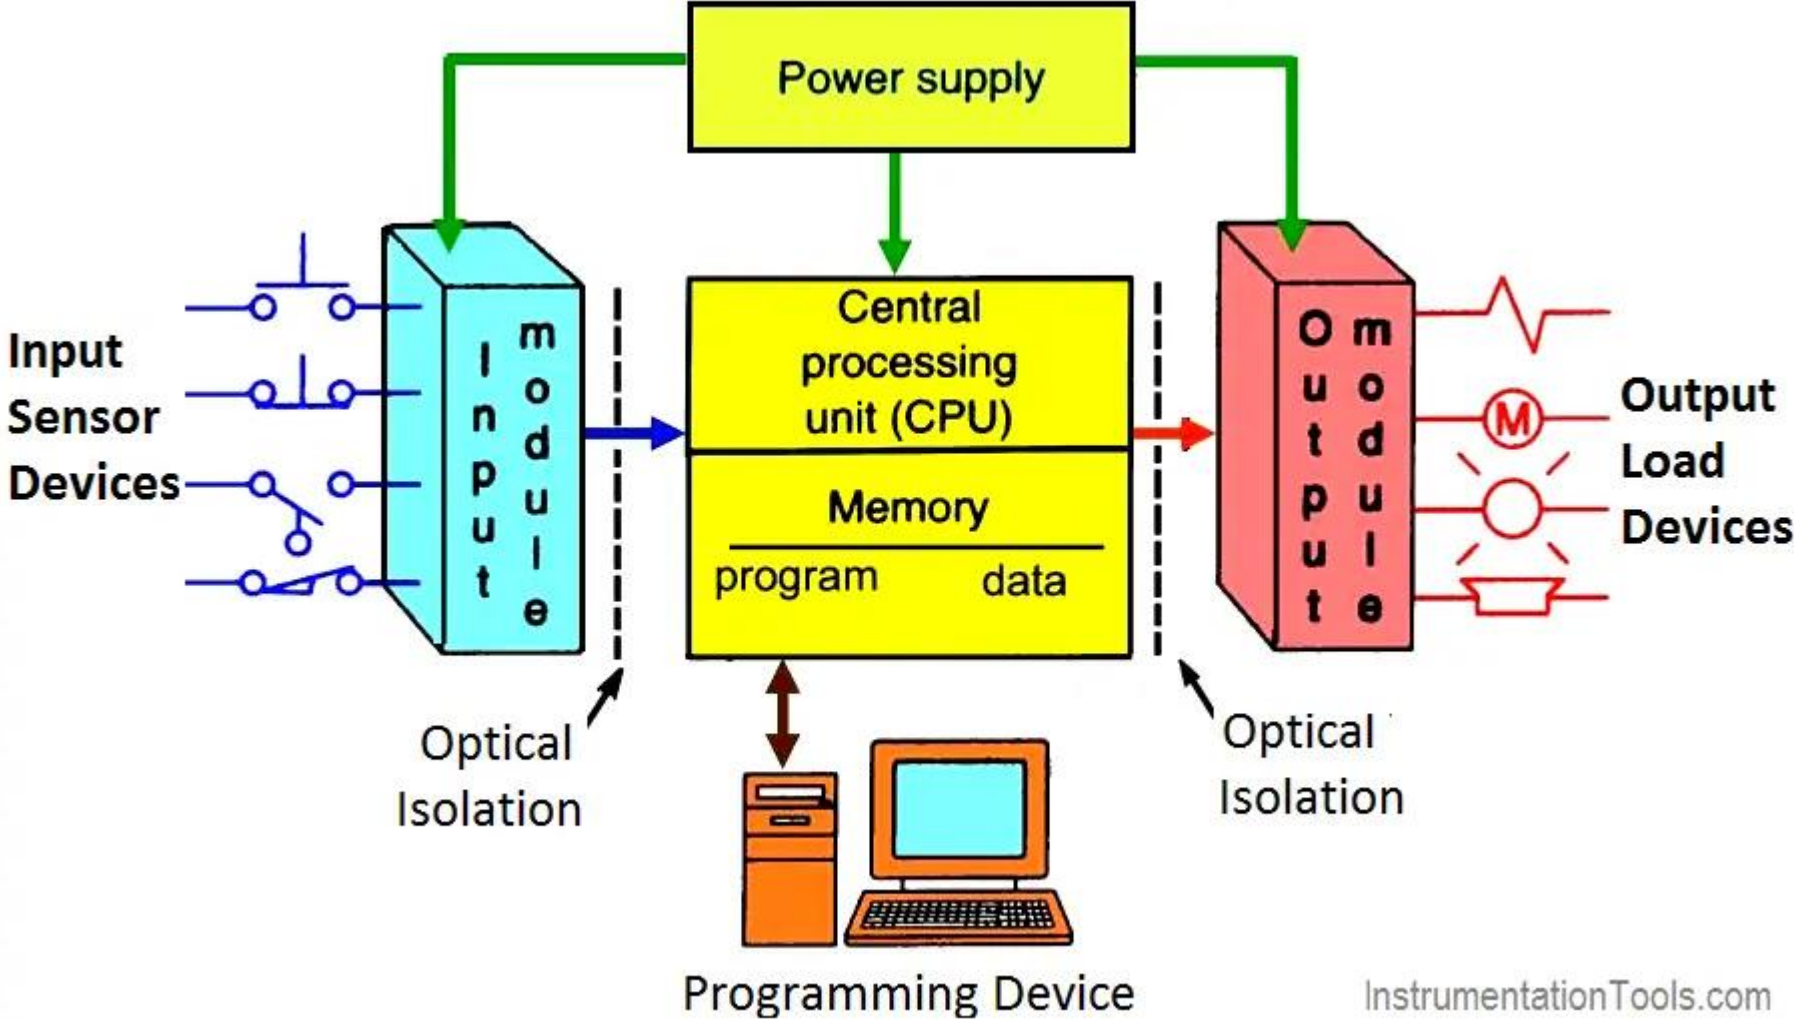 Power supply
Input
Sensor
Devices
Input
module
Central
processing
unit (CPU)
Memory
program data
Output
module
M
Output
Load
Devices
Optical
Isolation
Optical
Isolation
Programming Device
InstrumentationTools.com